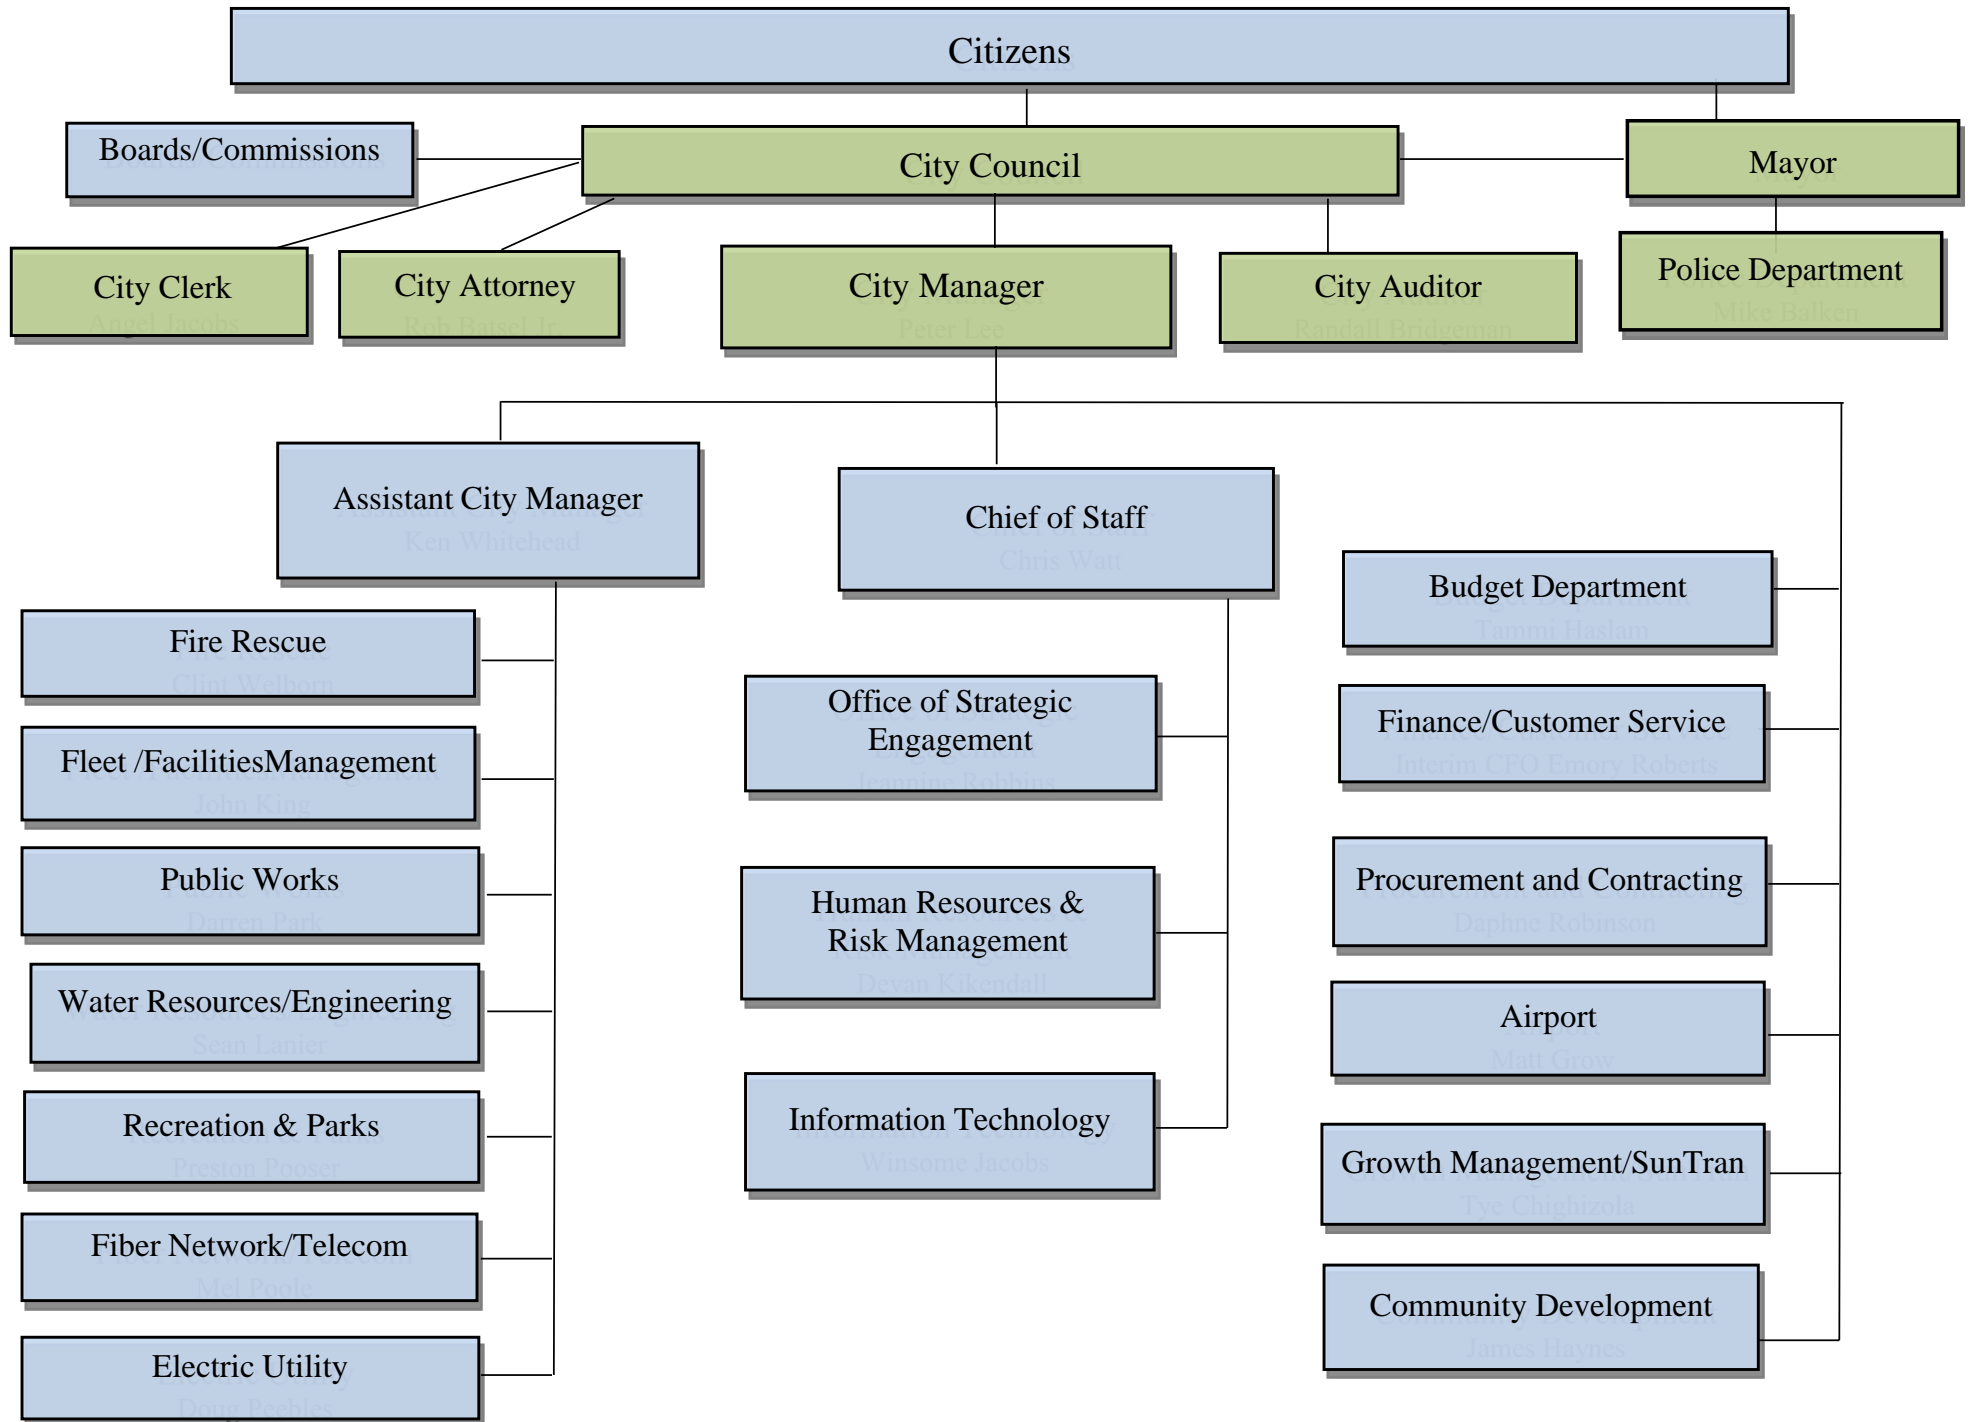 Citizens
Boards/Commissions
City Council
Mayor
City Clerk
Angel Jacobs
City Attorney
Rob Batsel Jr.
City Manager
Peter Lee
City Auditor
Randall Bridgeman
Police Department
Mike Balken
Assistant City Manager
Ken Whitehead
Chief of Staff
Chris Watt
Fire Rescue
Clint Welborn
Fleet /FacilitiesManagement
John King
Public Works
Darren Park
Water Resources/Engineering
Sean Lanier
Recreation & Parks
Preston Pooser
Fiber Network/Telecom
Mel Poole
Electric Utility
Doug Peebles
Office of Strategic
Engagement
Jeannine Robbins
Human Resources &
Risk Management
Devan Kikendall
Information Technology
Winsome Jacobs
Budget Department
Tammi Haslam
Finance/Customer Service
Interim CFO Emory Roberts
Procurement and Contracting
Daphne Robinson
Airport
Matt Grow
Growth Management/SunTran
Tye Chighizola
Community Development
James Haynes